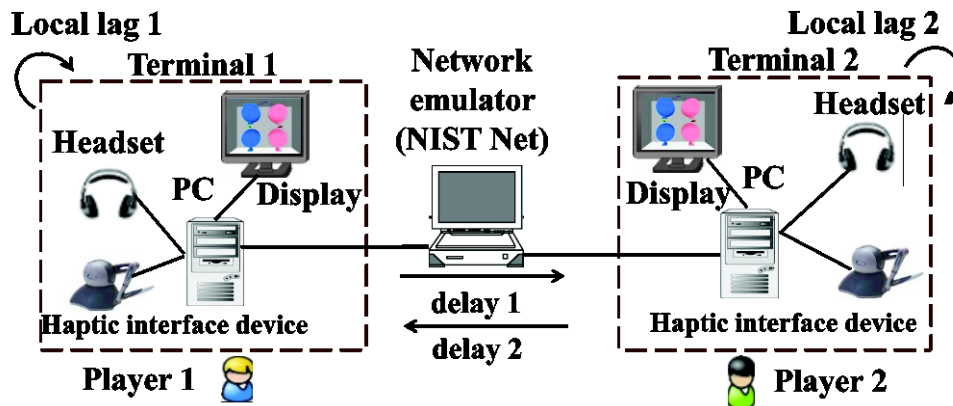 Local lag 1
Terminal 1
Headset
PC
Display
Haptic interface device
Player 1
Network
emulator
(NIST Net)
delay 1
delay 2
Local lag 2
Terminal 2
Headset
PC
Display
Haptic interface device
Player 2